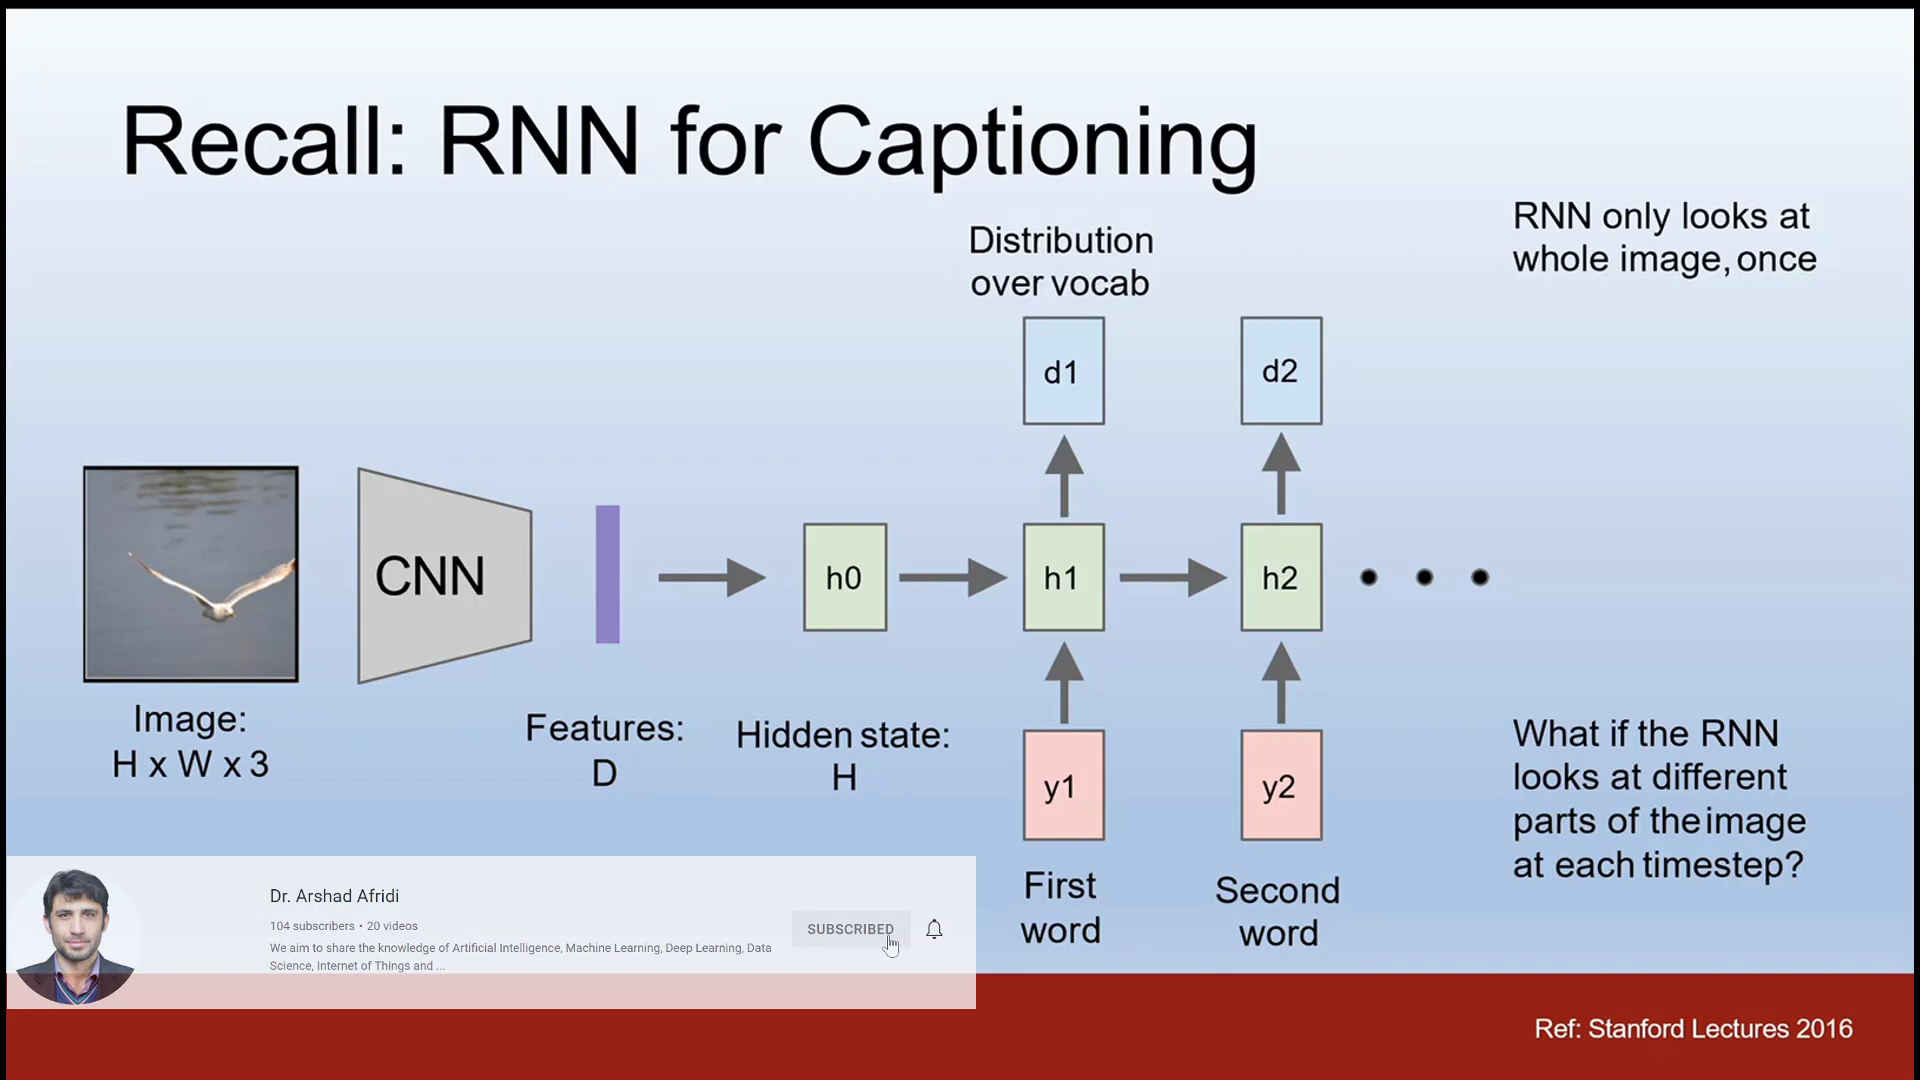 Recall: RNN for Captioning
RNN only looks at
whole image, once
Distribution
over vocab
d1
d2
CNN
h0
h1
h2
Image:
H x W x 3
Features:
D
Hidden state:
H
y1
y2
First
word
Second
word
What if the RNN
looks at different
parts of the image
at each timestep?
Dr. Arshad Afridi
104 subscribers • 20 videos
We aim to share the knowledge of Artificial Intelligence, Machine Learning, Deep Learning, Data
Science, Internet of Things and ...
SUBSCRIBED
Ref: Stanford Lectures 2016